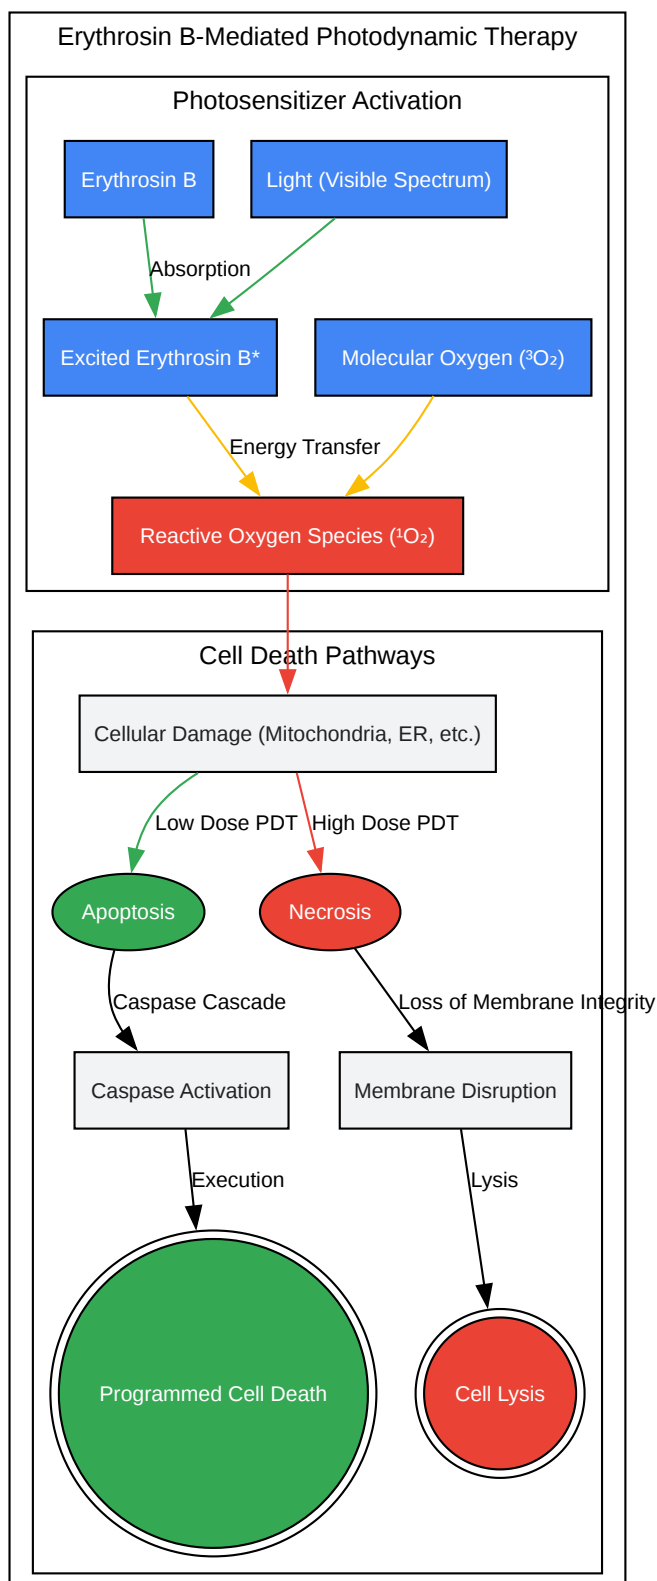 Erythrosin B-Mediated Photodynamic Therapy
Photosensitizer Activation
Erythrosin B
Light (Visible Spectrum)
Absorption
Excited Erythrosin B*
Molecular Oxygen (³O₂)
Energy Transfer
Reactive Oxygen Species (¹O₂)
Cell Death Pathways
Cellular Damage (Mitochondria, ER, etc.)
Low Dose PDT
High Dose PDT
Apoptosis
Necrosis
Caspase Cascade
Loss of Membrane Integrity
Caspase Activation
Membrane Disruption
Execution
Lysis
Programmed Cell Death
Cell Lysis